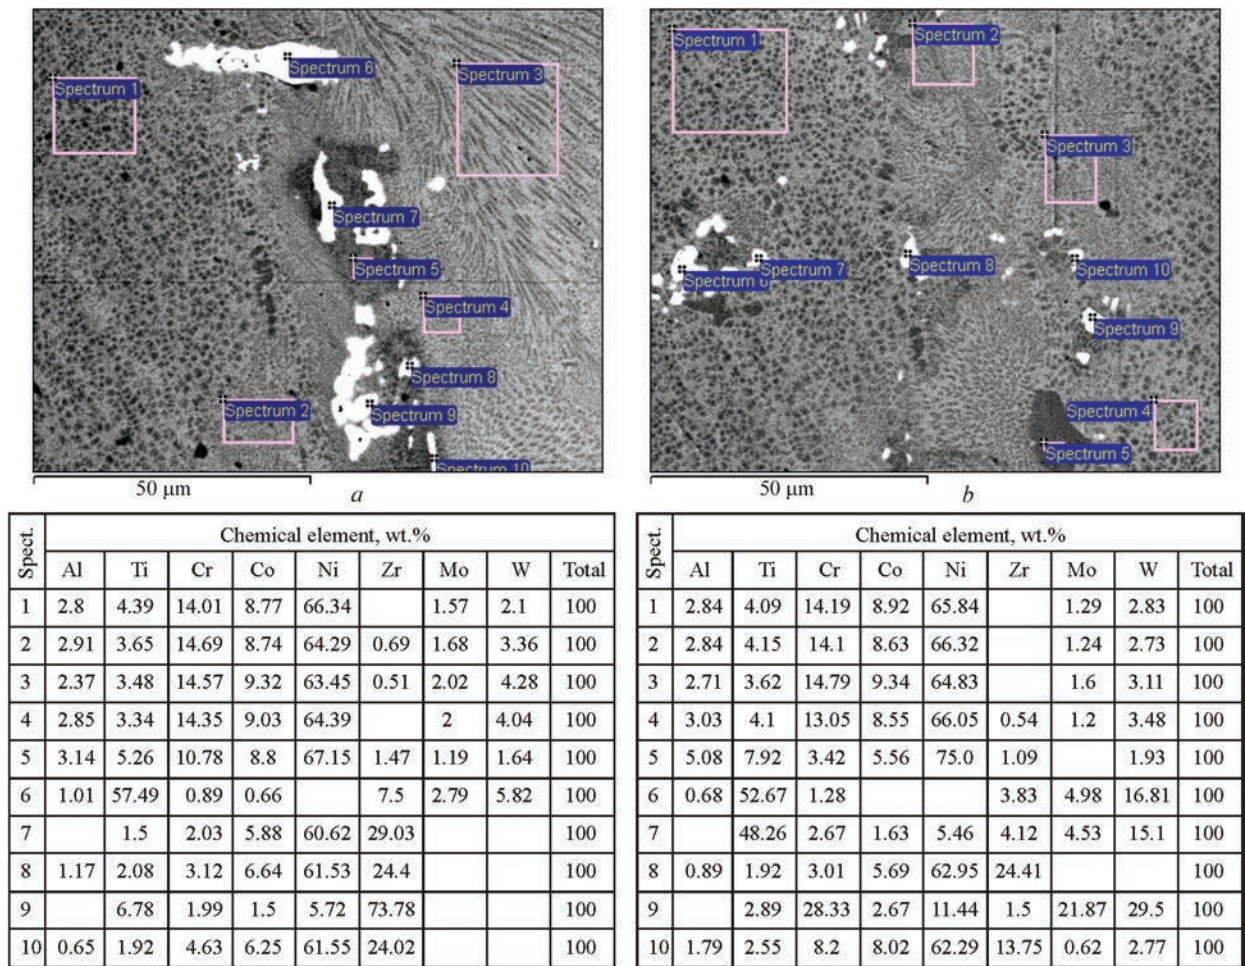 Spectrum 1
Spectrum 6
Spectrum 3
Spectrum 7
Spectrum 5
Spectrum 4
Spectrum 8
Spectrum 9
Spectrum 2
Spectrum 10
50 μm
a
Spectrum 1
Spectrum 2
Spectrum 3
Spectrum 7
Spectrum 8
Spectrum 10
Spectrum 6
Spectrum 9
Spectrum 4
Spectrum 5
50 μm
b
Spect. Chemical element, wt.%
Al Ti Cr Co Ni Zr Mo W Total
1 2.8 4.39 14.01 8.77 66.34 1.57 2.1 100
2 2.91 3.65 14.69 8.74 64.29 0.69 1.68 3.36 100
3 2.37 3.48 14.57 9.32 63.45 0.51 2.02 4.28 100
4 2.85 3.34 14.35 9.03 64.39 2 4.04 100
5 3.14 5.26 10.78 8.8 67.15 1.47 1.19 1.64 100
6 1.01 57.49 0.89 0.66 7.5 2.79 5.82 100
7 1.5 2.03 5.88 60.62 29.03 100
8 1.17 2.08 3.12 6.64 61.53 24.4 100
9 6.78 1.99 1.5 5.72 73.78 100
10 0.65 1.92 4.63 6.25 61.55 24.02 100
Spect. Chemical element, wt.%
Al Ti Cr Co Ni Zr Mo W Total
1 2.84 4.09 14.19 8.92 65.84 1.29 2.83 100
2 2.84 4.15 14.1 8.63 66.32 1.24 2.73 100
3 2.71 3.62 14.79 9.34 64.83 1.6 3.11 100
4 3.03 4.1 13.05 8.55 66.05 0.54 1.2 3.48 100
5 5.08 7.92 3.42 5.56 75.0 1.09 1.93 100
6 0.68 52.67 1.28 3.83 4.98 16.81 100
7 48.26 2.67 1.63 5.46 4.12 4.53 15.1 100
8 0.89 1.92 3.01 5.69 62.95 24.41 100
9 2.89 28.33 2.67 11.44 1.5 21.87 29.5 100
10 1.79 2.55 8.2 8.02 62.29 13.75 0.62 2.77 100